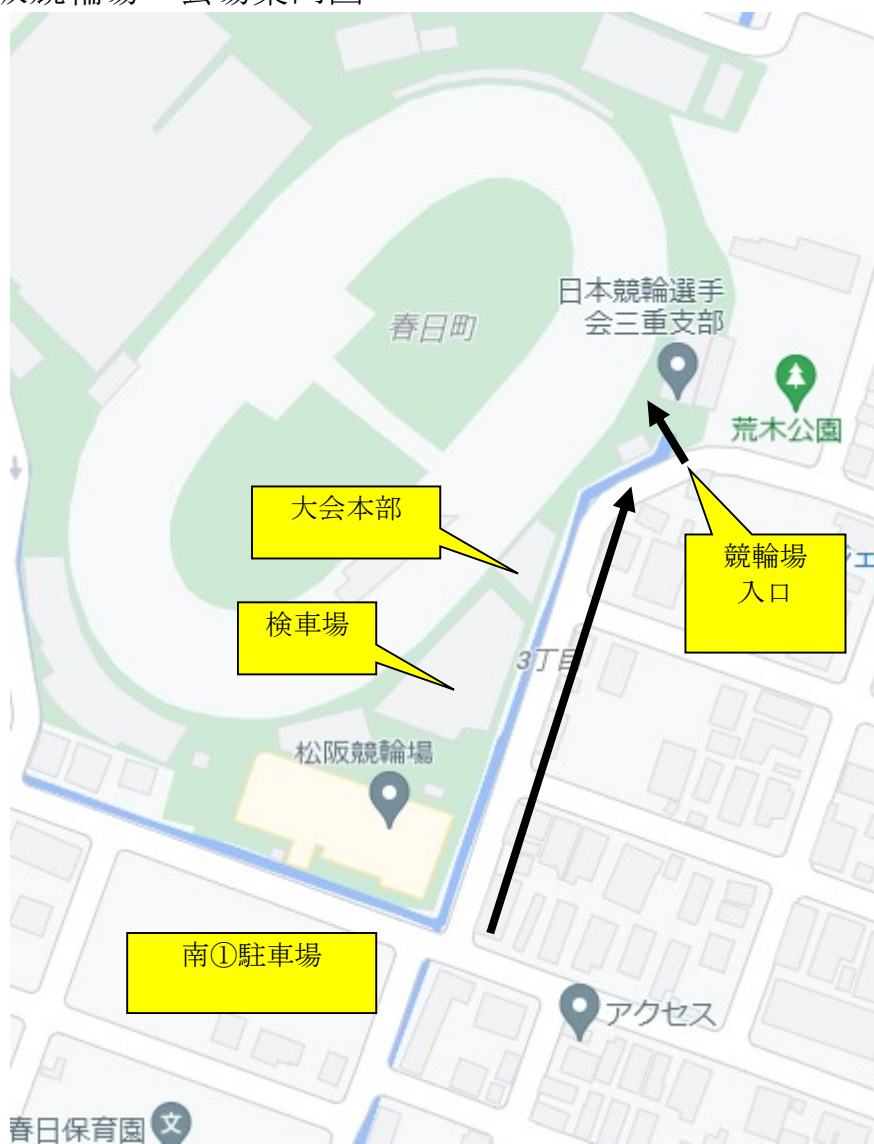 競輪場 会場案内図
日本競輪選手
会三重支部
春日町
荒木公園
大会本部
競輪場
入口
検車場
3丁目
松阪競輪場
南①駐車場
アクセス
春日保育園
文